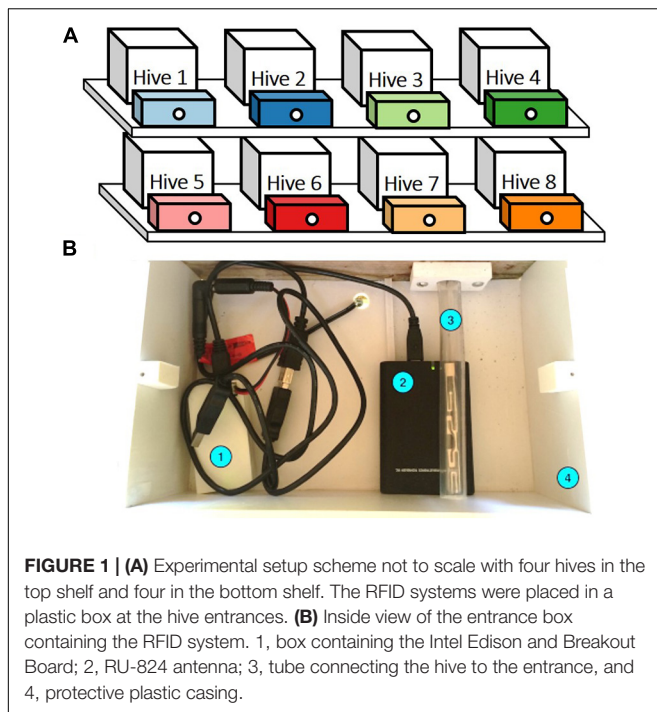 A
Hive 1 Hive 2 Hive 3 Hive 4
Hive 5 Hive 6 Hive 7 Hive 8
B
3
2
1
4
FIGURE 1 | (A) Experimental setup scheme not to scale with four hives in the
top shelf and four in the bottom shelf. The RFID systems were placed in a
plastic box at the hive entrances. (B) Inside view of the entrance box
containing the RFID system. 1, box containing the Intel Edison and Breakout
Board; 2, RU-824 antenna; 3, tube connecting the hive to the entrance, and
4, protective plastic casing.